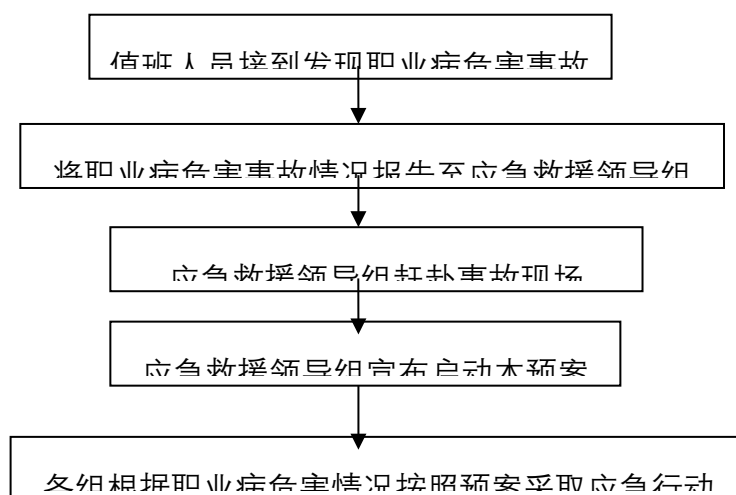 值班人员接到发现职业病危害事故
将职业病危害事故情况报告至应急救援领导组
应急救援领导组赶赴事故现场
应急救援领导组宣布启动本预案
各组根据职业病危害情况按照预案采取应急行动